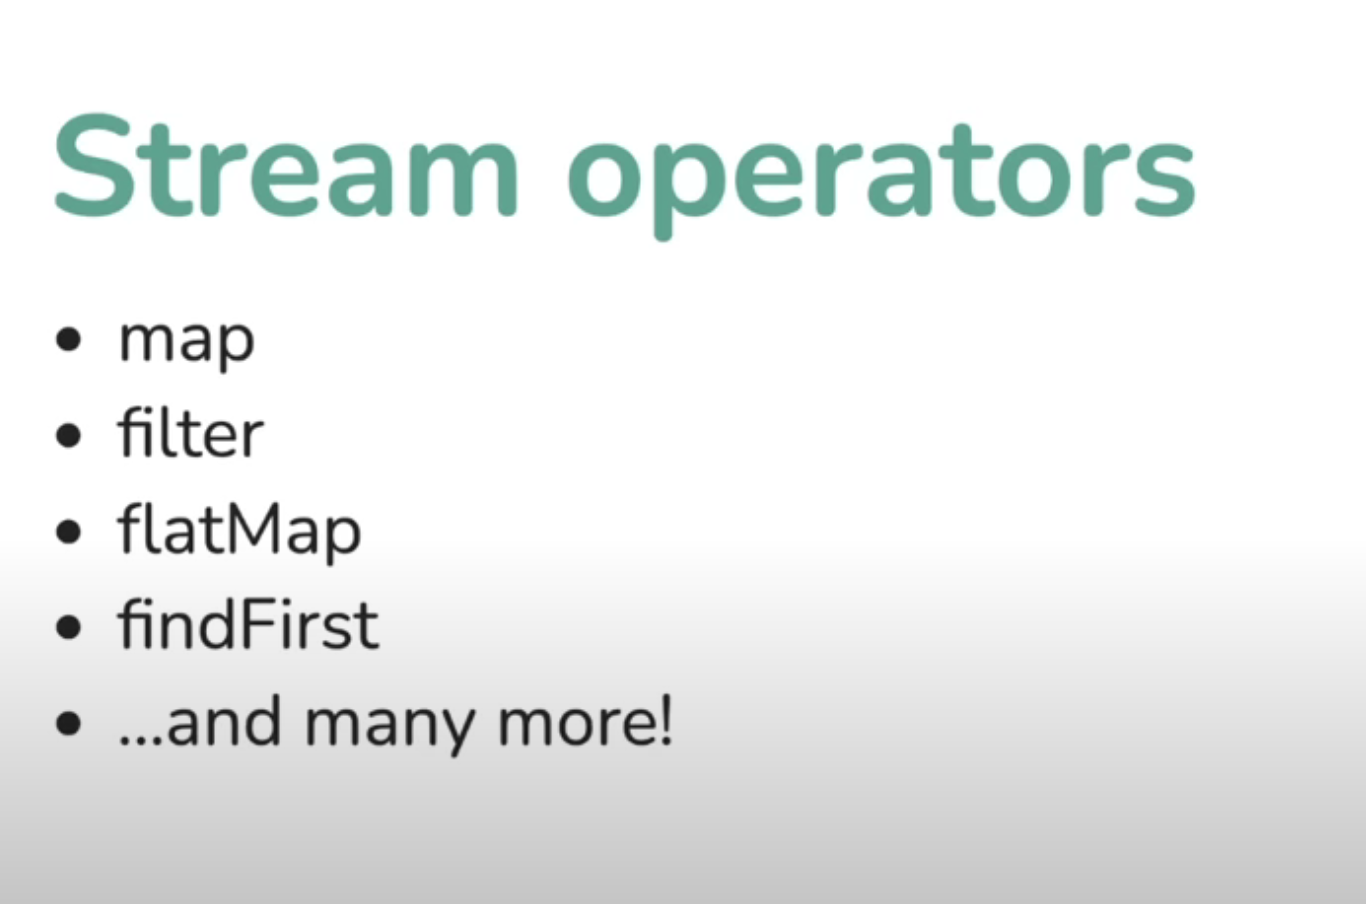 Stream operators
• map
• filter
• flatMap
• findFirst
• ...and many more!